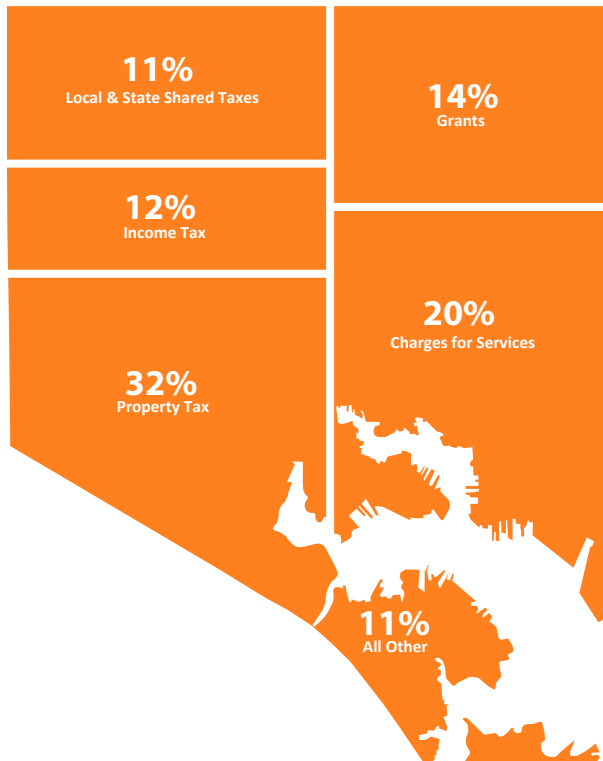 11%
Local & State Shared Taxes
14%
Grants
12%
Income Tax
20%
Charges for Services
32%
Property Tax
11%
All Other